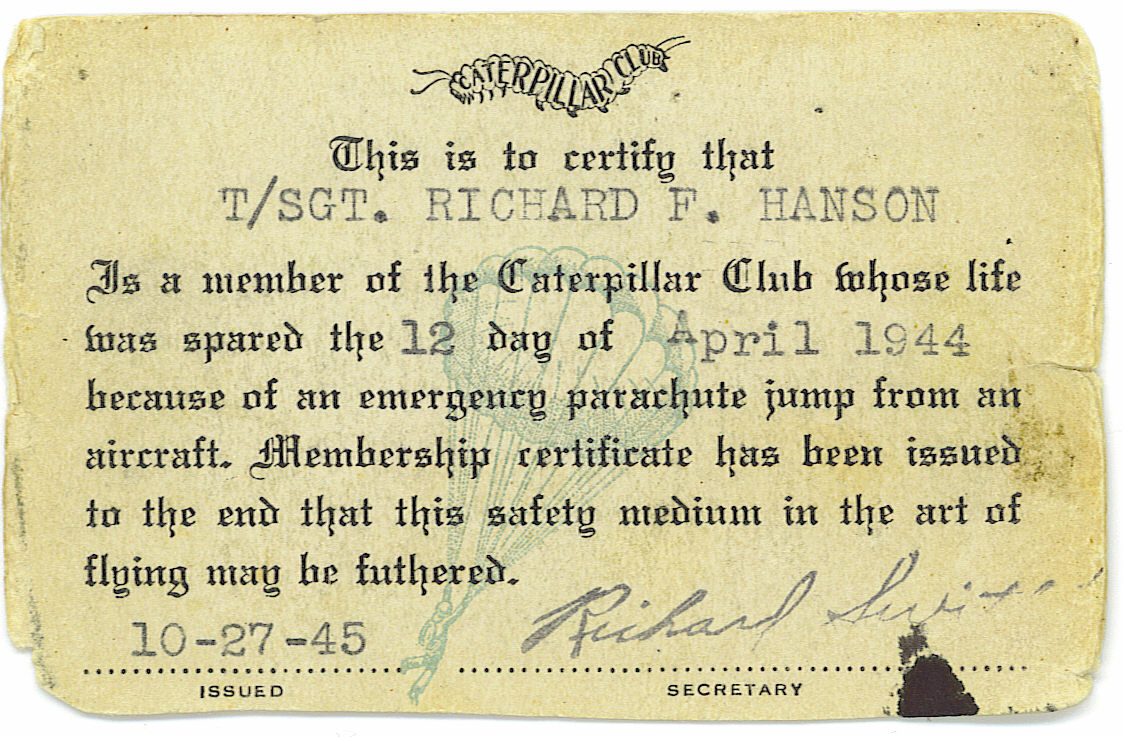 CATERPILLAR CLUB
This is to certify that
T/SGT. RICHARD F. HANSON
Is a member of the Caterpillar Club whose life
was spared the 12 day of April 1944
because of an emergency parachute jump from an
aircraft. Membership certificate has been issued
to the end that this safety medium in the art of
flying may be futhered.
10-27-45 Richard
ISSUED SECRETARY